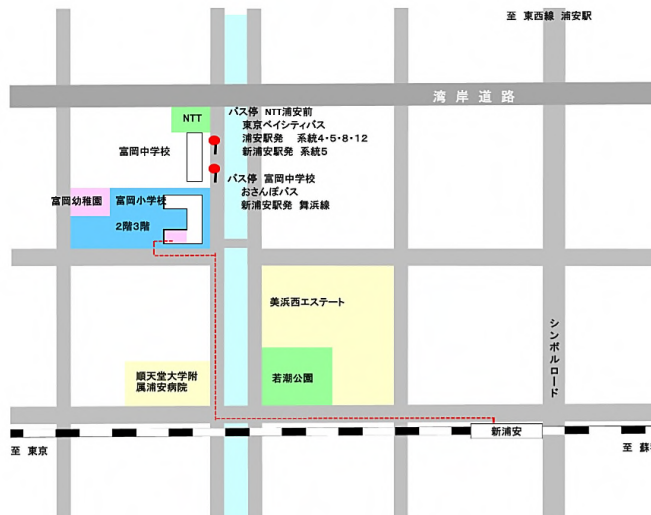 至 東西線 浦安駅
湾岸道路
NTT
バス停 NTT浦安前
東京ベイシティバス
浦安駅発 系統4・5・8・12
新浦安駅発 系統5
富岡中学校
バス停 富岡中学校
おさんぽバス
新浦安駅発 舞浜線
富岡幼稚園
富岡小学校
2階3階
美浜西エステート
シンボルロード
順天堂大学附
属浦安病院
若潮公園
新浦安
至 東京
至